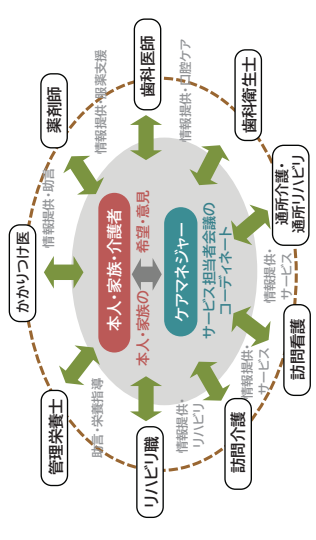 かかりつけ医
情報提供・助言
薬剤師
情報提供・服薬支援
歯科医師
情報提供・口腔ケア
歯科衛生士
通所介護・
通所リハビリ
情報提供・
サービス
訪問看護
情報提供・
サービス
訪問介護
情報提供・
リハビリ
リハビリ職
助言・栄養指導
管理栄養士
本人・家族・介護者
本人・家族の
希望・意見
ケアマネジャー
サービス担当者会議の
コーディネート